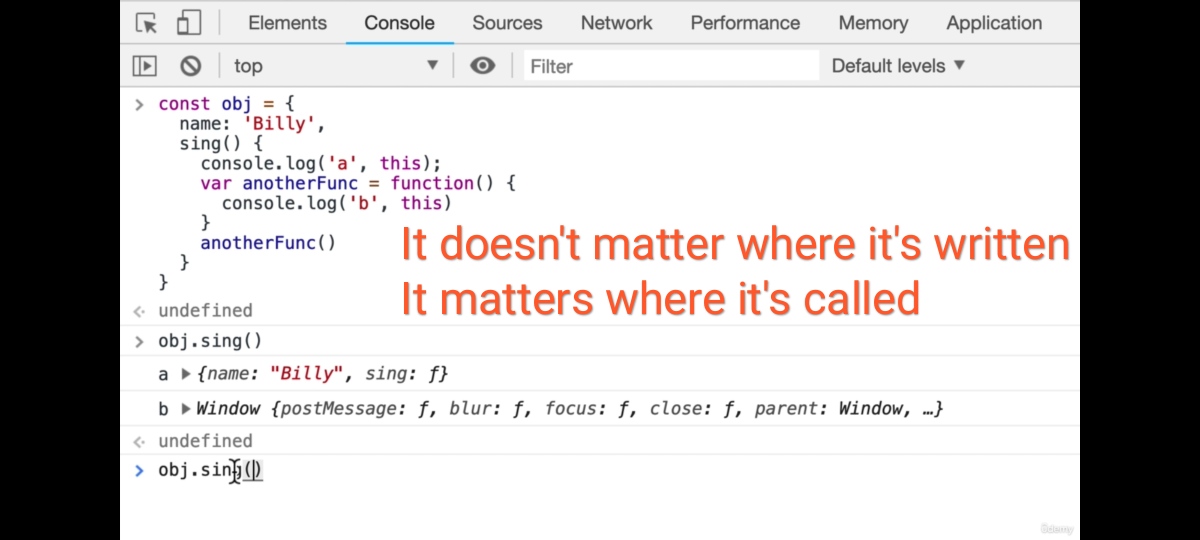 Elements Console Sources Network Performance Memory Application
top ▼ Filter Default levels ▼
> const obj = {
name: 'Billy',
sing() {
console.log('a', this);
var anotherFunc = function() {
console.log('b', this)
}
anotherFunc()
}
}
It doesn't matter where it's written
It matters where it's called
undefined
> obj.sing()
a ▶ {name: "Billy", sing: ƒ}
b ▶ Window {postMessage: ƒ, blur: ƒ, focus: ƒ, close: ƒ, parent: Window, …}
undefined
> obj.sing()
Udemy